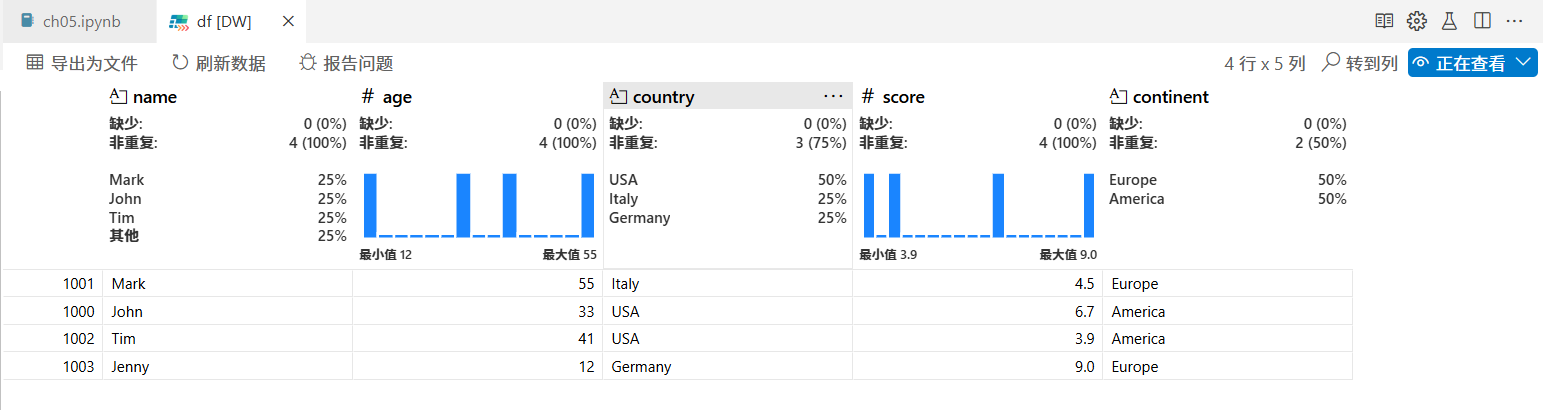 ch05.ipynb df [DW]
导出为文件 刷新数据 报告问题 4 行 x 5 列 转到列 正在查看
name # age country ··· # score continent
缺少: 0 (0%) 缺少: 0 (0%) 缺少: 0 (0%) 缺少: 0 (0%) 缺少: 0 (0%)
非重复: 4 (100%) 非重复: 4 (100%) 非重复: 3 (75%) 非重复: 4 (100%) 非重复: 2 (50%)
Mark 25% USA 50% Europe 50%
John 25% Italy 25% America 50%
Tim 25% Germany 25%
其他 25%
最小值 12 最大值 55 最小值 3.9 最大值 9.0
1001 Mark 55 Italy 4.5 Europe
1000 John 33 USA 6.7 America
1002 Tim 41 USA 3.9 America
1003 Jenny 12 Germany 9.0 Europe